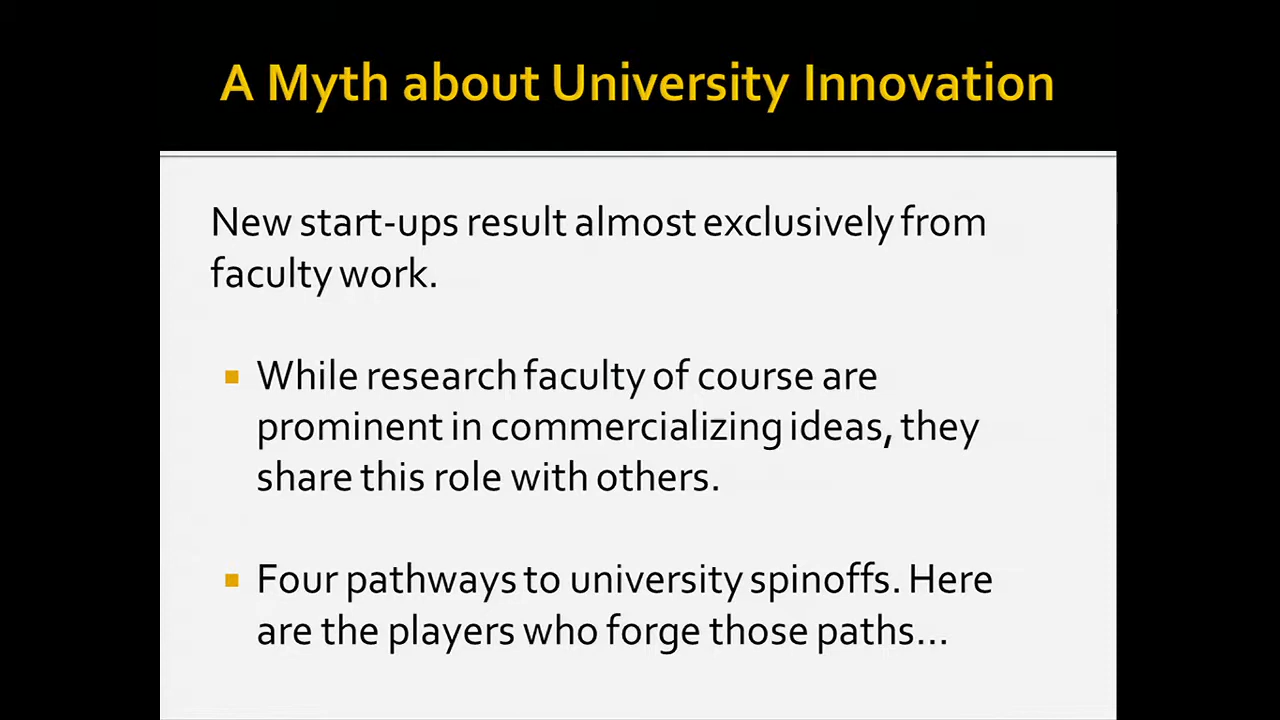 A Myth about University Innovation
New start-ups result almost exclusively from
faculty work.
While research faculty of course are
prominent in commercializing ideas, they
share this role with others.
Four pathways to university spinoffs. Here
are the players who forge those paths...